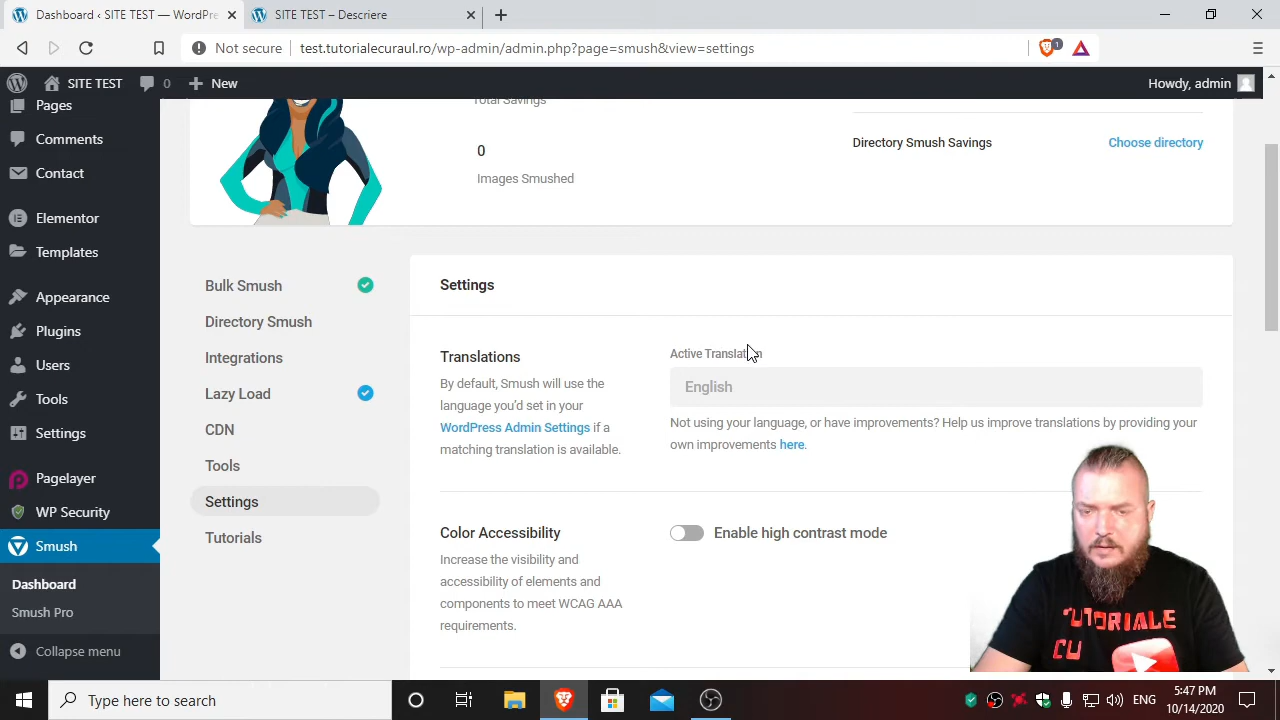 Dashboard ‹ SITE TEST — WordPre
SITE TEST – Descriere
Not secure
test.tutorialecuraul.ro/wp-admin/admin.php?page=smush&view=settings
1
SITE TEST
0
New
Howdy, admin
Pages
Comments
Contact
Elementor
Templates
Appearance
Plugins
Users
Tools
Settings
Pagelayer
WP Security
Smush
Dashboard
Smush Pro
Collapse menu
Total Savings
0
Images Smushed
Directory Smush Savings
Choose directory
Bulk Smush
Directory Smush
Integrations
Lazy Load
CDN
Tools
Settings
Tutorials
Settings
Translations
By default, Smush will use the
language you'd set in your
WordPress Admin Settings if a
matching translation is available.
Active Translation
English
Not using your language, or have improvements? Help us improve translations by providing your
own improvements here.
Color Accessibility
Increase the visibility and
accessibility of elements and
components to meet WCAG AAA
requirements.
Enable high contrast mode
TUTORIALE
CU
Type here to search
ENG
5:47 PM
10/14/2020